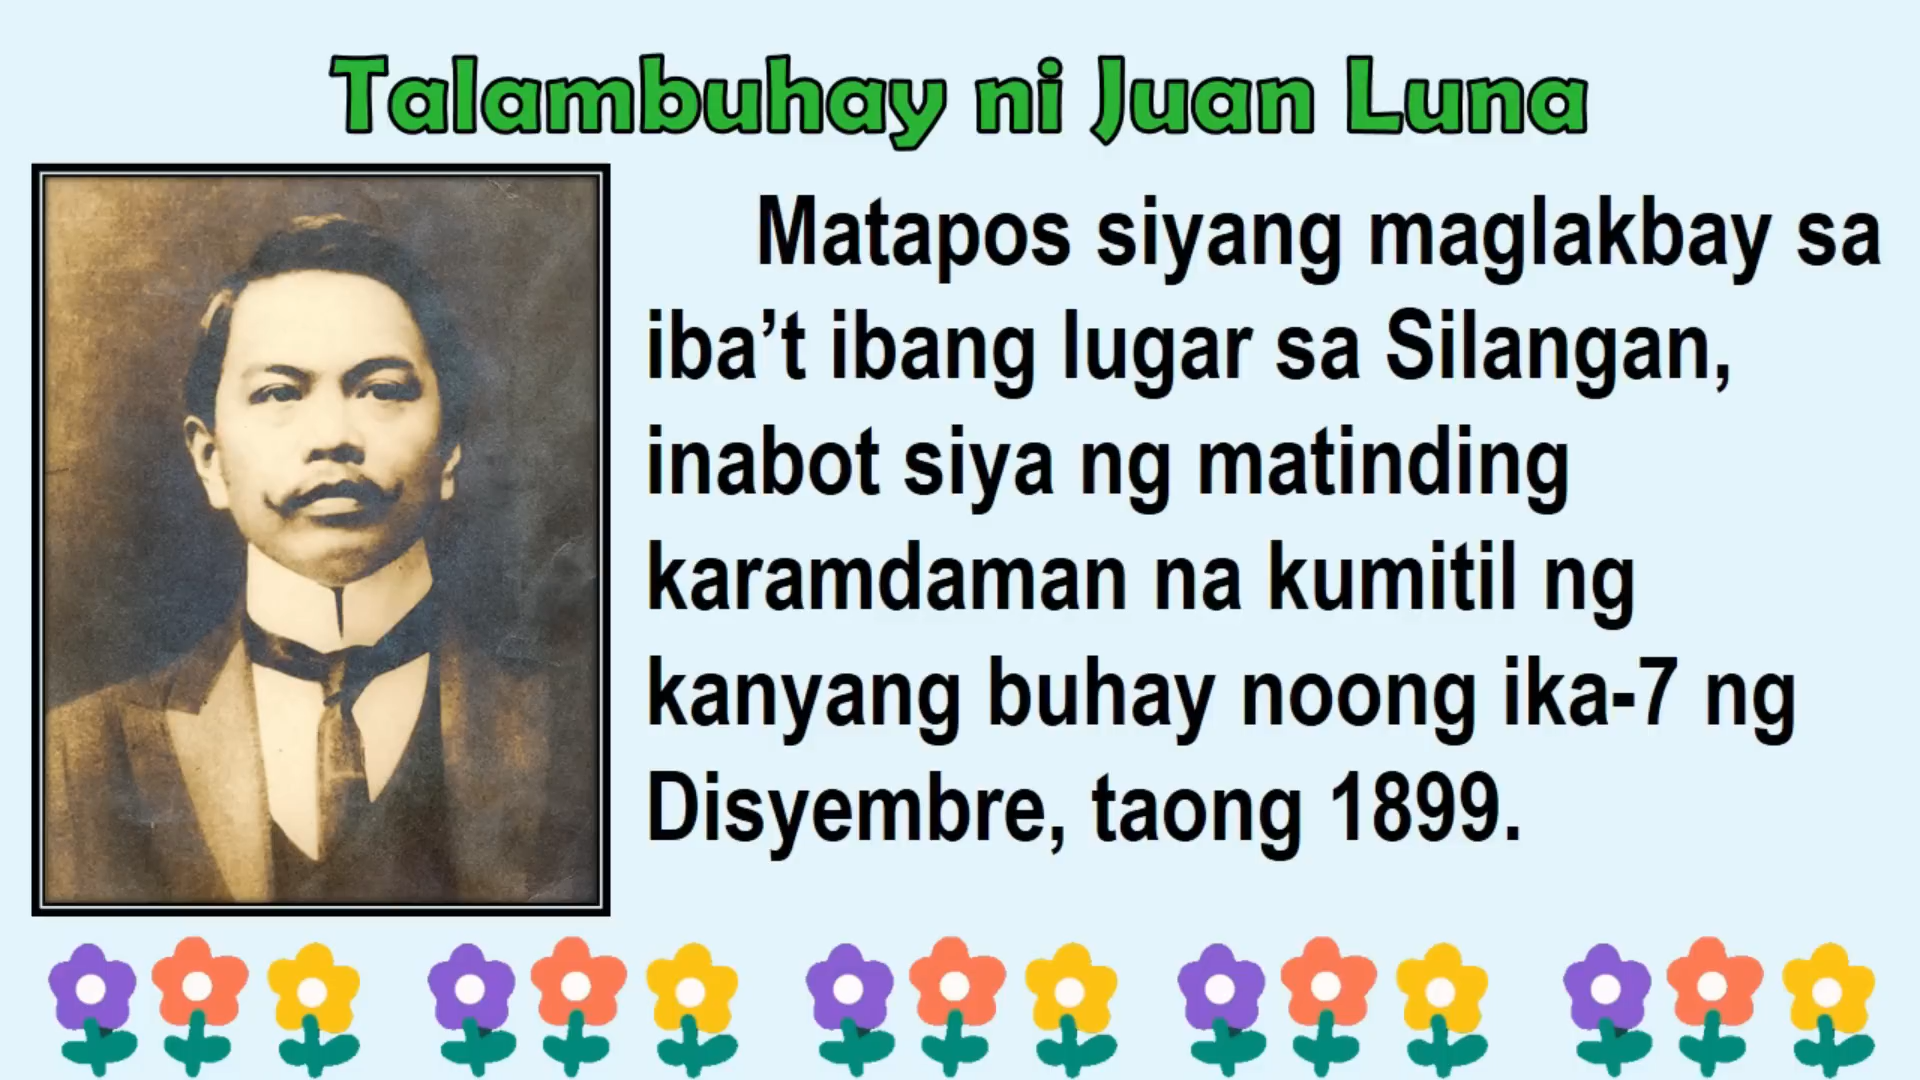 Talambuhay ni Juan Luna
Matapos siyang maglakbay sa
iba’t ibang lugar sa Silangan,
inabot siya ng matinding
karamdaman na kumitil ng
kanyang buhay noong ika-7 ng
Disyembre, taong 1899.